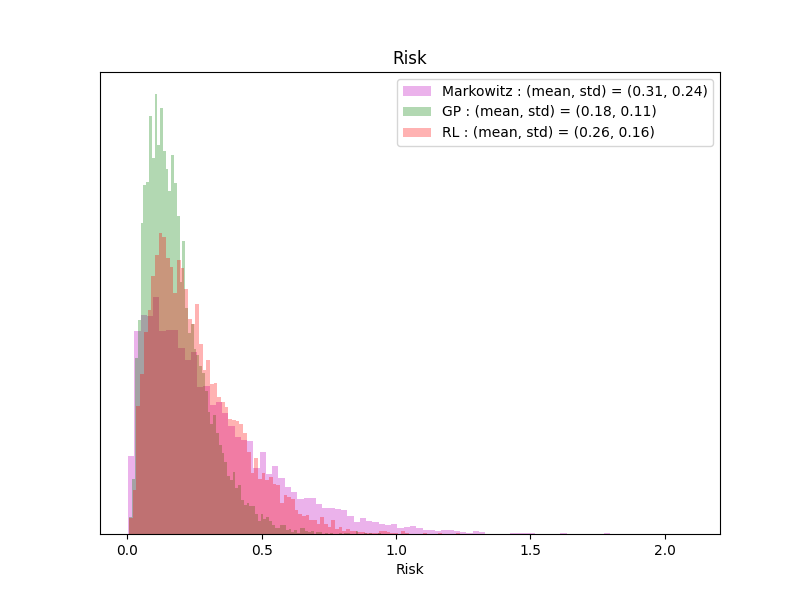 Risk
Markowitz : (mean, std) = (0.31, 0.24)
GP : (mean, std) = (0.18, 0.11)
RL : (mean, std) = (0.26, 0.16)
0.0 0.5 1.0 1.5 2.0
Risk